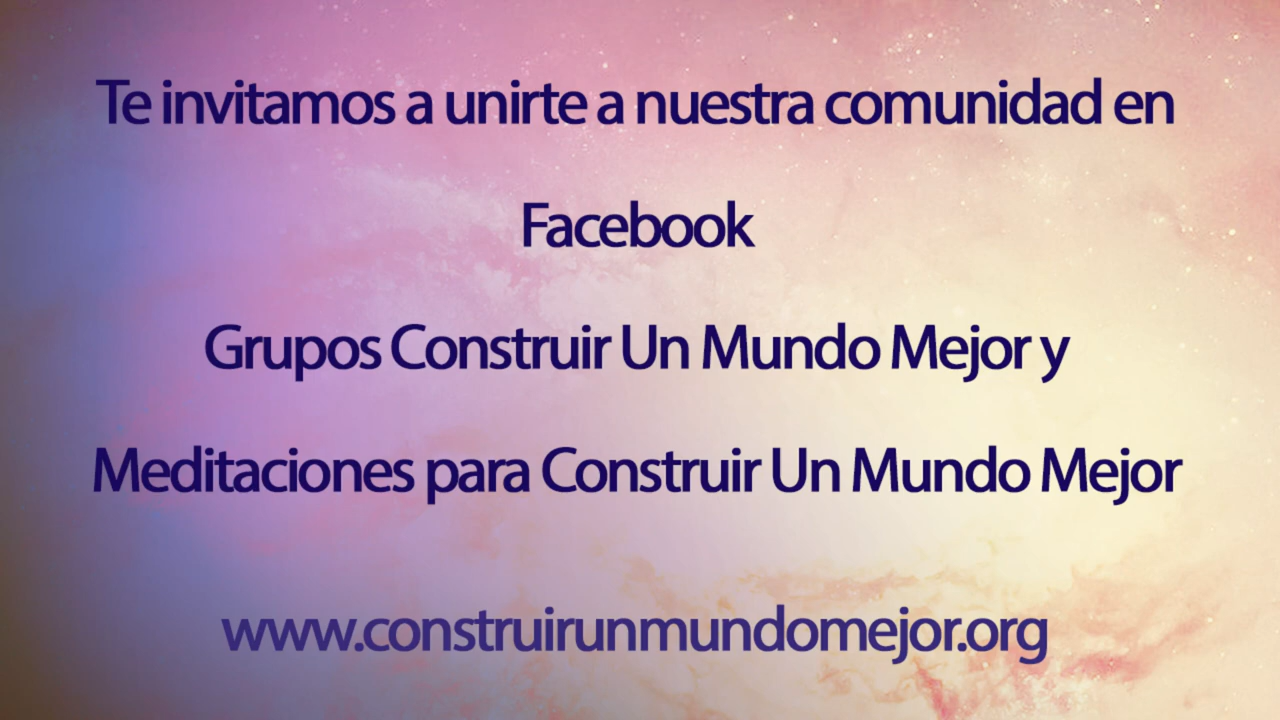 Te invitamos a unirte a nuestra comunidad en
Facebook
Grupos Construir Un Mundo Mejor y
Meditaciones para Construir Un Mundo Mejor
www.construirunmundomejor.org